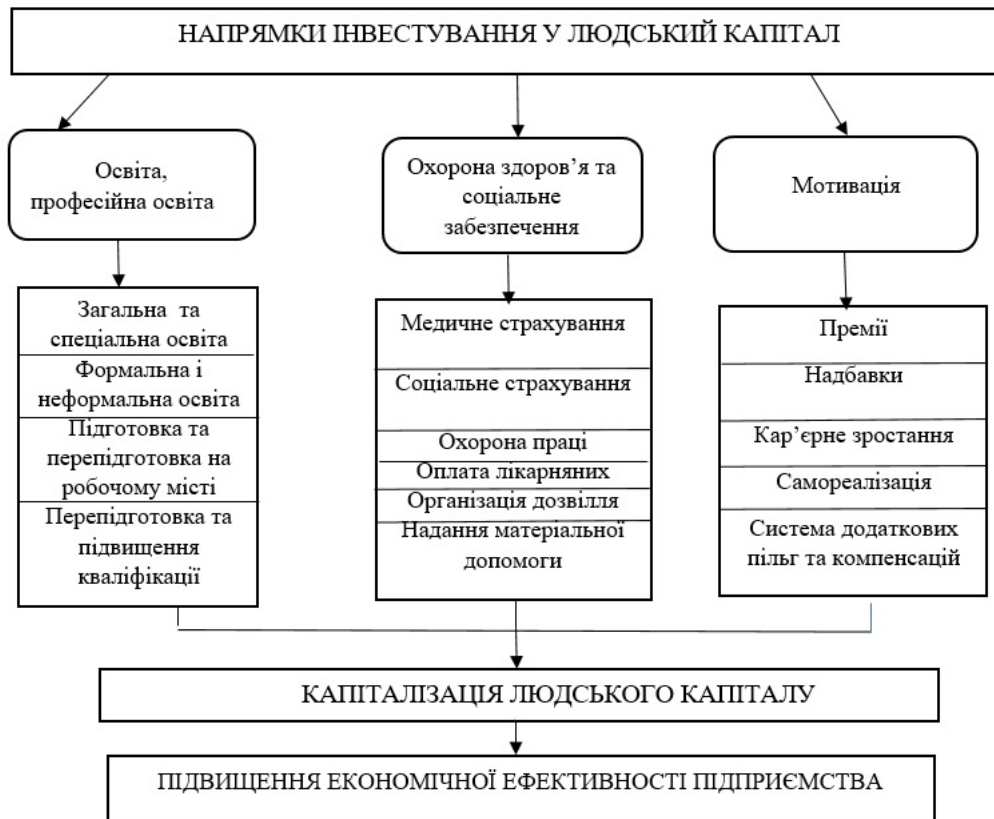 НАПРЯМКИ ІНВЕСТУВАННЯ У ЛЮДСЬКИЙ КАПІТАЛ
Освіта,
професійна освіта
Охорона здоров’я та
соціальне
забезпечення
Мотивація
Загальна та
спеціальна освіта
Формальна і
неформальна освіта
Підготовка та
перепідготовка на
робочому місті
Перепідготовка та
підвищення
кваліфікації
Медичне страхування
Соціальне страхування
Охорона праці
Оплата лікарняних
Організація дозвілля
Надання матеріальної
допомоги
Премії
Надбавки
Кар’єрне зростання
Самореалізація
Система додаткових
пільг та компенсацій
КАПІТАЛІЗАЦІЯ ЛЮДСЬКОГО КАПІТАЛУ
ПІДВИЩЕННЯ ЕКОНОМІЧНОЇ ЕФЕКТИВНОСТІ ПІДПРИЄМСТВА